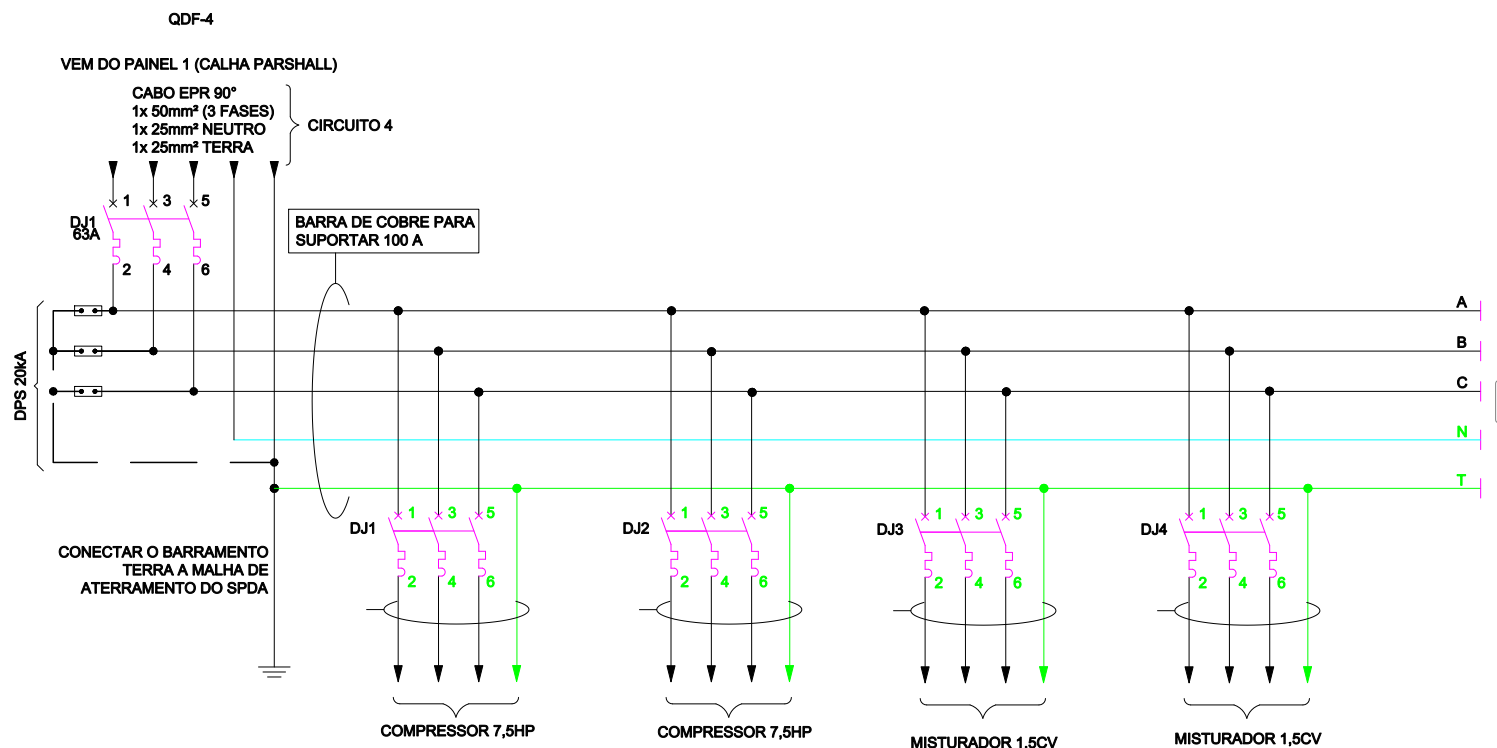 QDF-4
VEM DO PAINEL 1 (CALHA PARSHALL)
CABO EPR 90°
1x 50mm² (3 FASES)
1x 25mm² NEUTRO
1x 25mm² TERRA
CIRCUITO 4
1 3 5
DJ1
63A
2 4 6
BARRA DE COBRE PARA
SUPORTAR 100 A
DPS 20kA
A
B
C
N
T
CONECTAR O BARRAMENTO
TERRA A MALHA DE
ATERRAMENTO DO SPDA
DJ1
1 3 5
2 4 6
COMPRESSOR 7,5HP
DJ2
1 3 5
2 4 6
COMPRESSOR 7,5HP
DJ3
1 3 5
2 4 6
MISTURADOR 1,5CV
DJ4
1 3 5
2 4 6
MISTURADOR 1,5CV